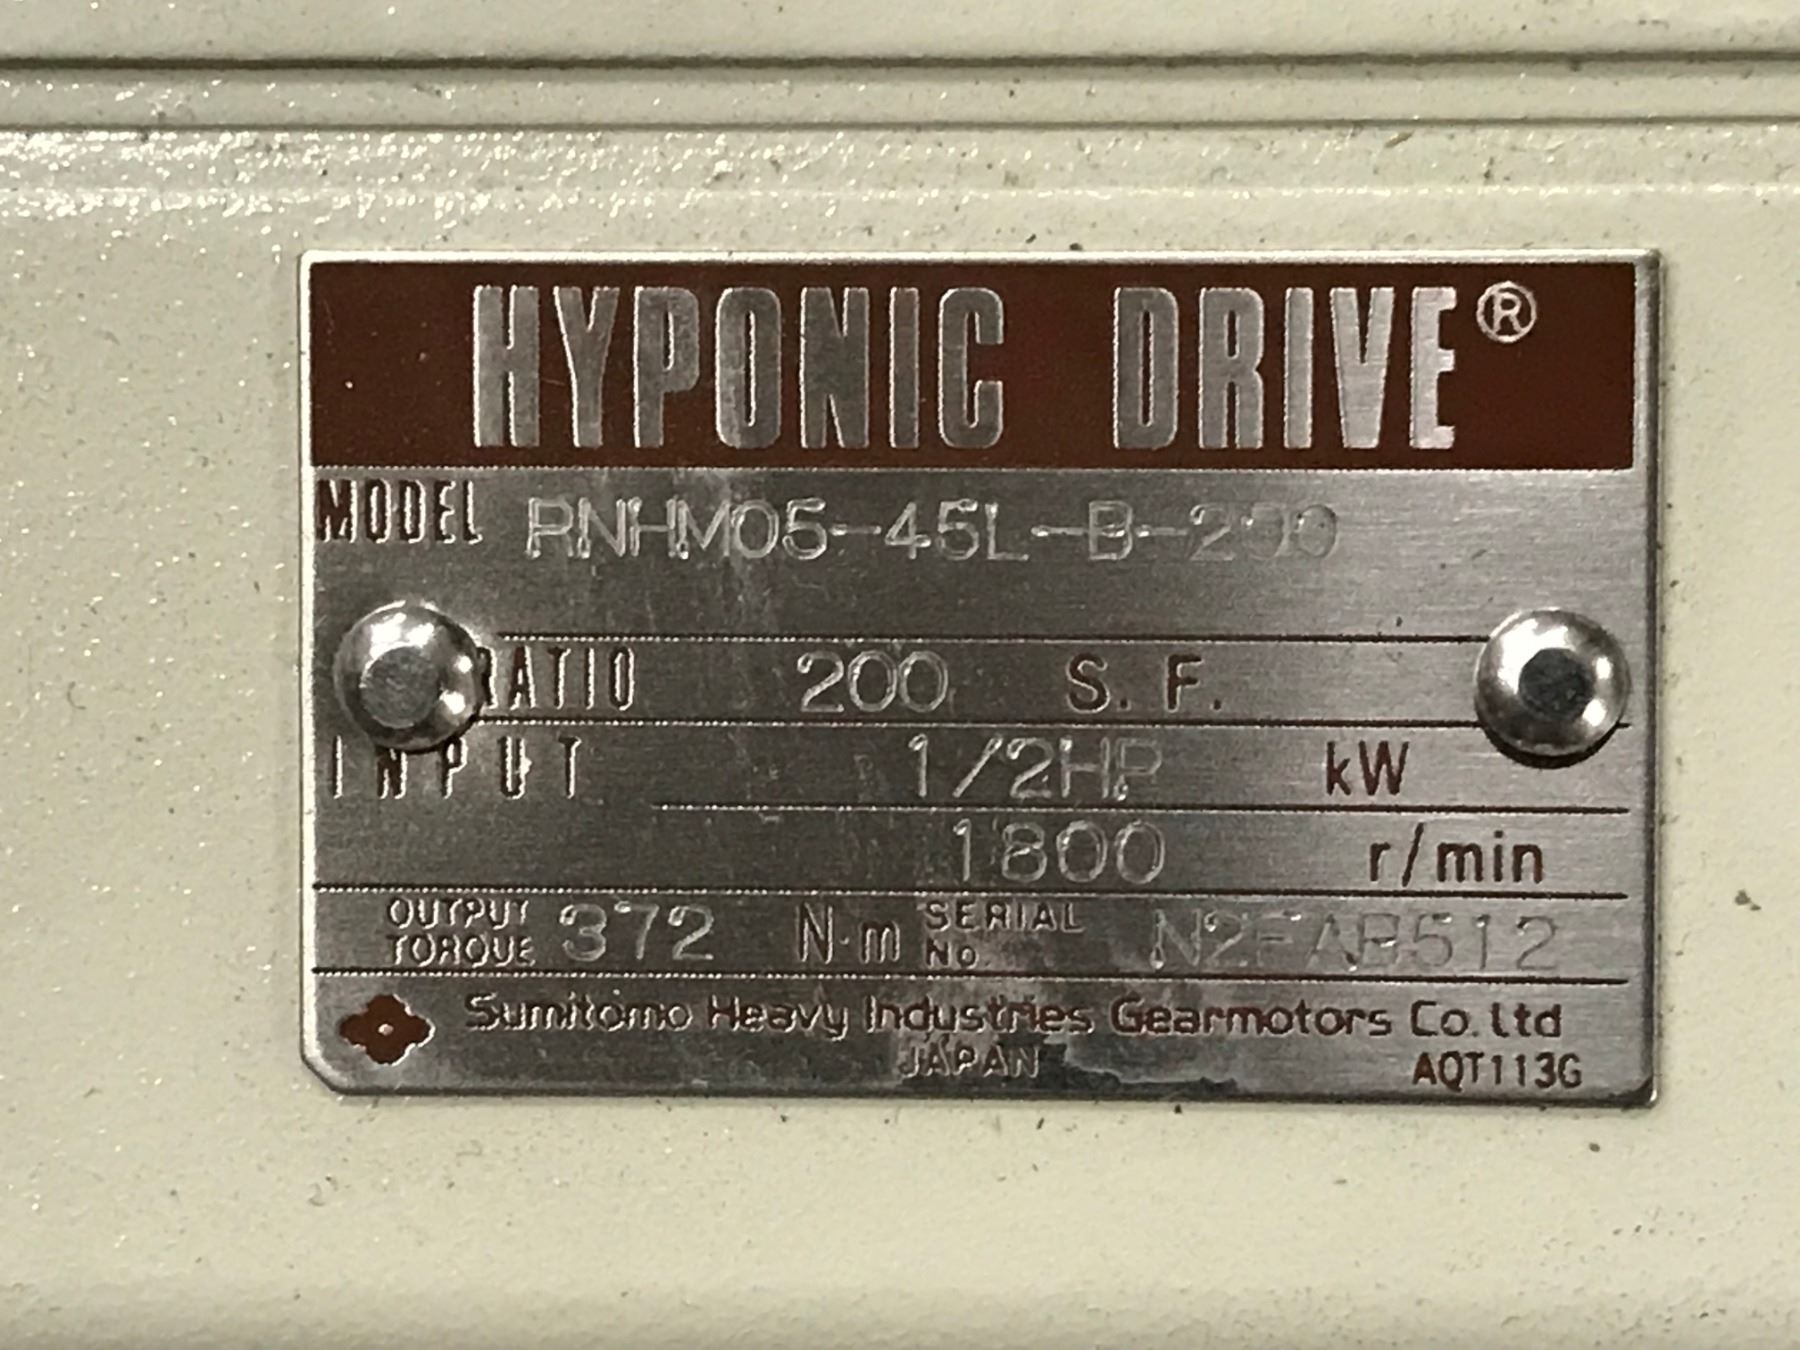 HYPONIC DRIVE®
MODEL RNHM05-45L-B-200
RATIO 200 S. F.
INPUT 1/2HP kW
1800 r/min
OUTPUT TORQUE 372 N·m SERIAL No. N2FAB512
Sumitomo Heavy Industries Gearmotors Co. Ltd
JAPAN AQT113G